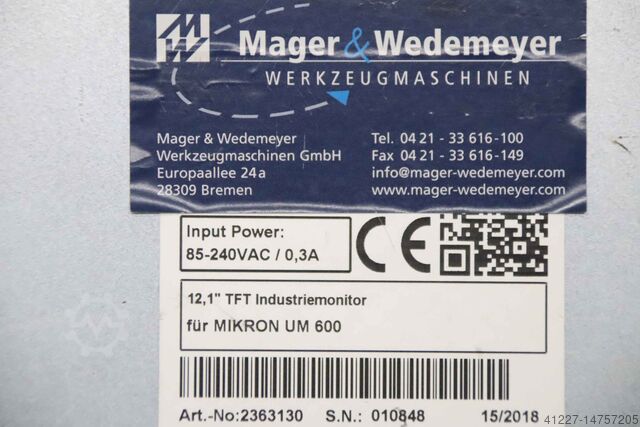 Mager & Wedemeyer
WERKZEUGMASCHINEN
Mager & Wedemeyer
Werkzeugmaschinen GmbH
Europaallee 24a
28309 Bremen
Tel. 04 21 - 33 616-100
Fax 04 21 - 33 616-149
info@mager-wedemeyer.com
www.mager-wedemeyer.com
Input Power:
85-240VAC / 0,3A
CE
12,1" TFT Industriemonitor
für MIKRON UM 600
Art.-No:2363130 S.N.: 010848 15/2018
41227-14757205